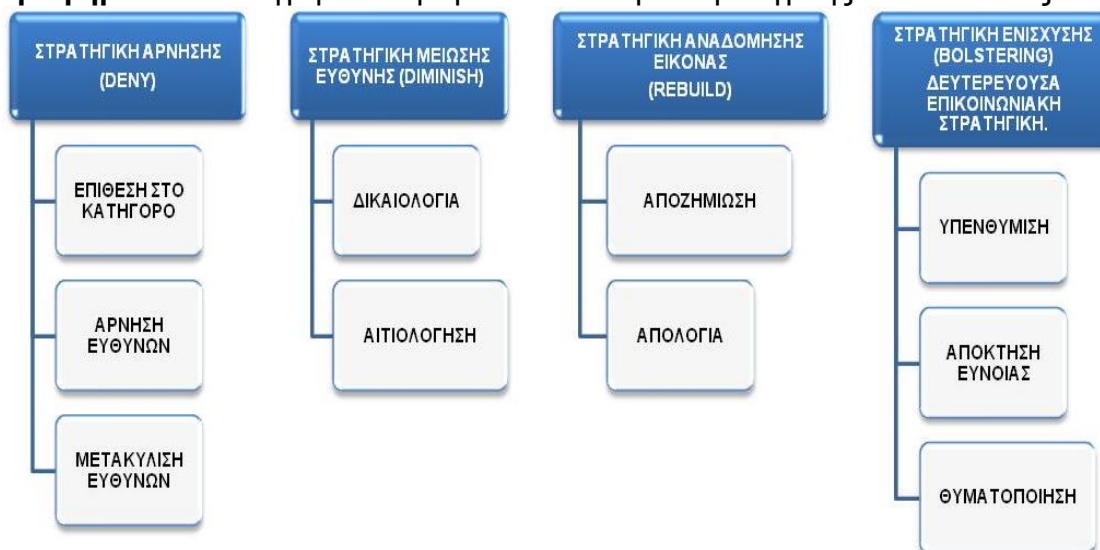 ΣΤΡΑΤΗΓΙΚΗ ΑΡΝΗΣΗΣ
(DENY)
ΕΠΙΘΕΣΗ ΣΤΟ
ΚΑΤΗΓΟΡΟ
ΑΡΝΗΣΗ
ΕΥΘΥΝΩΝ
ΜΕΤΑΚΥΛΙΣΗ
ΕΥΘΥΝΩΝ
ΣΤΡΑΤΗΓΙΚΗ ΜΕΙΩΣΗΣ
ΕΥΘΥΝΗΣ (DIMINISH)
ΔΙΚΑΙΟΛΟΓΙΑ
ΑΙΤΙΟΛΟΓΗΣΗ
ΣΤΡΑΤΗΓΙΚΗ ΑΝΑΔΟΜΗΣΗΣ
ΕΙΚΟΝΑΣ
(REBUILD)
ΑΠΟΖΗΜΙΩΣΗ
ΑΠΟΛΟΓΙΑ
ΣΤΡΑΤΗΓΙΚΗ ΕΝΙΣΧΥΣΗΣ
(BOLSTERING)
ΔΕΥΤΕΡΕΥΟΥΣΑ
ΕΠΙΚΟΙΝΩΝΙΑΚΗ
ΣΤΡΑΤΗΓΙΚΗ.
ΥΠΕΝΘΥΜΙΣΗ
ΑΠΟΚΤΗΣΗ
ΕΥΝΟΙΑΣ
ΘΥΜΑΤΟΠΟΙΗΣΗ